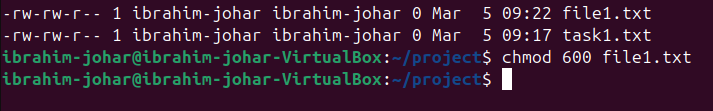 -rw-rw-r-- 1 ibrahim-johar ibrahim-johar 0 Mar  5 09:22 file1.txt
-rw-rw-r-- 1 ibrahim-johar ibrahim-johar 0 Mar  5 09:17 task1.txt
ibrahim-johar@ibrahim-johar-VirtualBox:~/project$ chmod 600 file1.txt
ibrahim-johar@ibrahim-johar-VirtualBox:~/project$